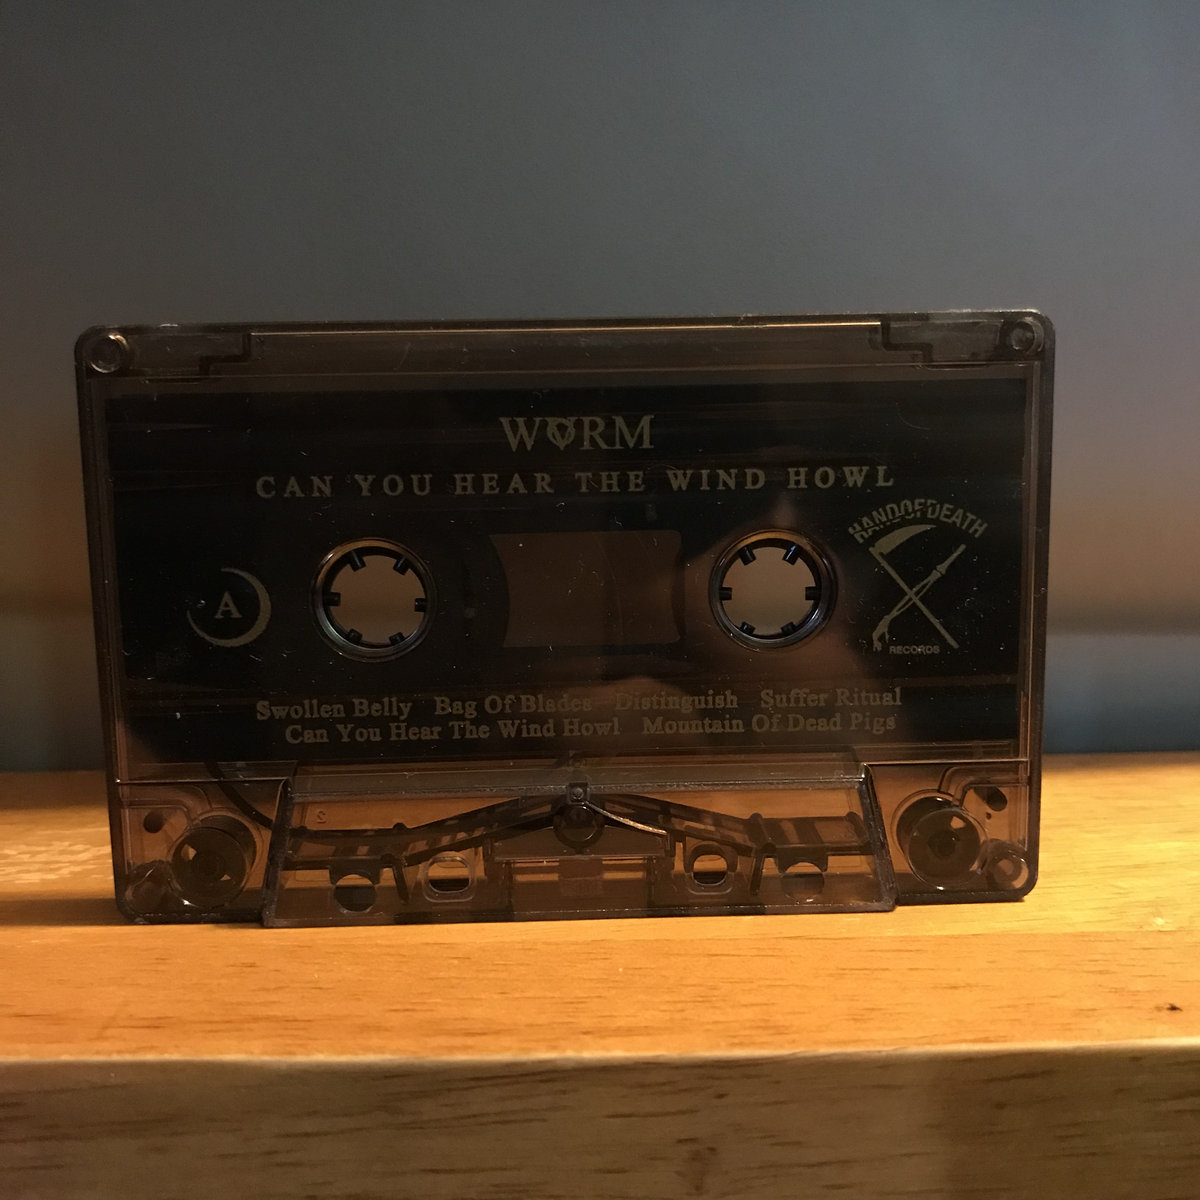 WORM
CAN YOU HEAR THE WIND HOWL
HANDOFDEATH
RECORDS
A
Swollen Belly Bag Of Blades Distinguish Suffer Ritual
Can You Hear The Wind Howl Mountain Of Dead Pigs